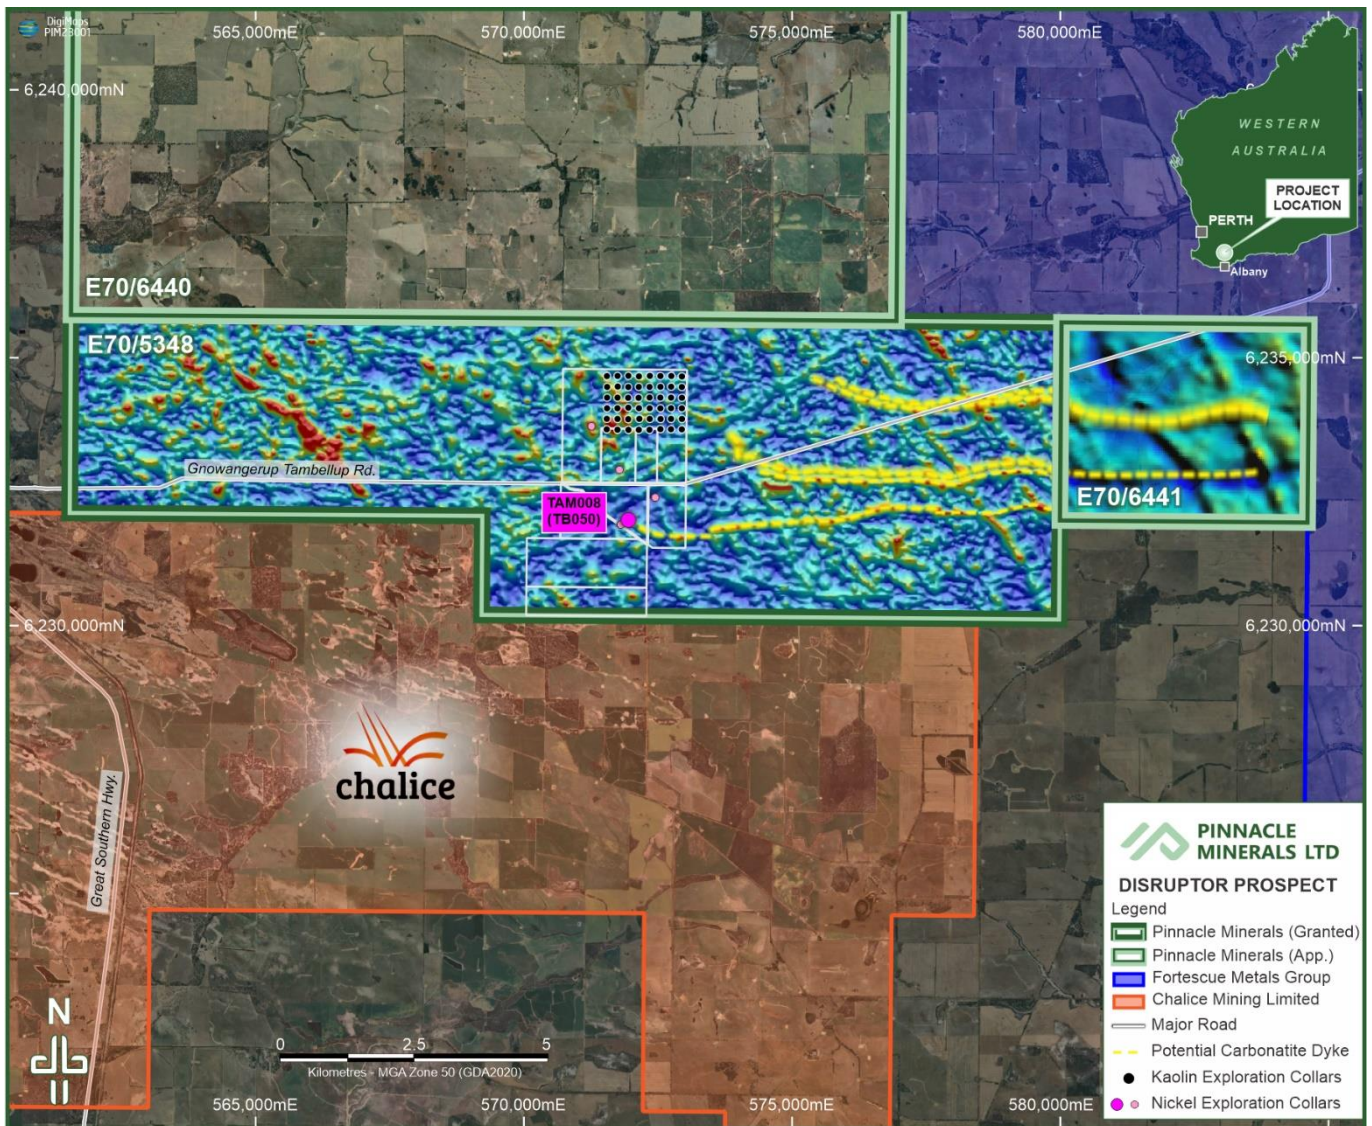 DigiMaps
PIM23001
565,000mE
570,000mE
575,000mE
580,000mE
6,240,000mN
WESTERN
AUSTRALIA
PROJECT
LOCATION
PERTH
Albany
E70/6440
E70/5348
6,235,000mN
Gnowangerup Tambellup Rd.
TAM008
(TB050)
E70/6441
6,230,000mN
6,230,000mN
chalice
Great Southern Hwy.
PINNACLE
MINERALS LTD
DISRUPTOR PROSPECT
Legend
Pinnacle Minerals (Granted)
Pinnacle Minerals (App.)
Fortescue Metals Group
Chalice Mining Limited
Major Road
Potential Carbonatite Dyke
Kaolin Exploration Collars
Nickel Exploration Collars
N
0 2.5 5
Kilometres - MGA Zone 50 (GDA2020)
565,000mE
570,000mE
575,000mE
580,000mE